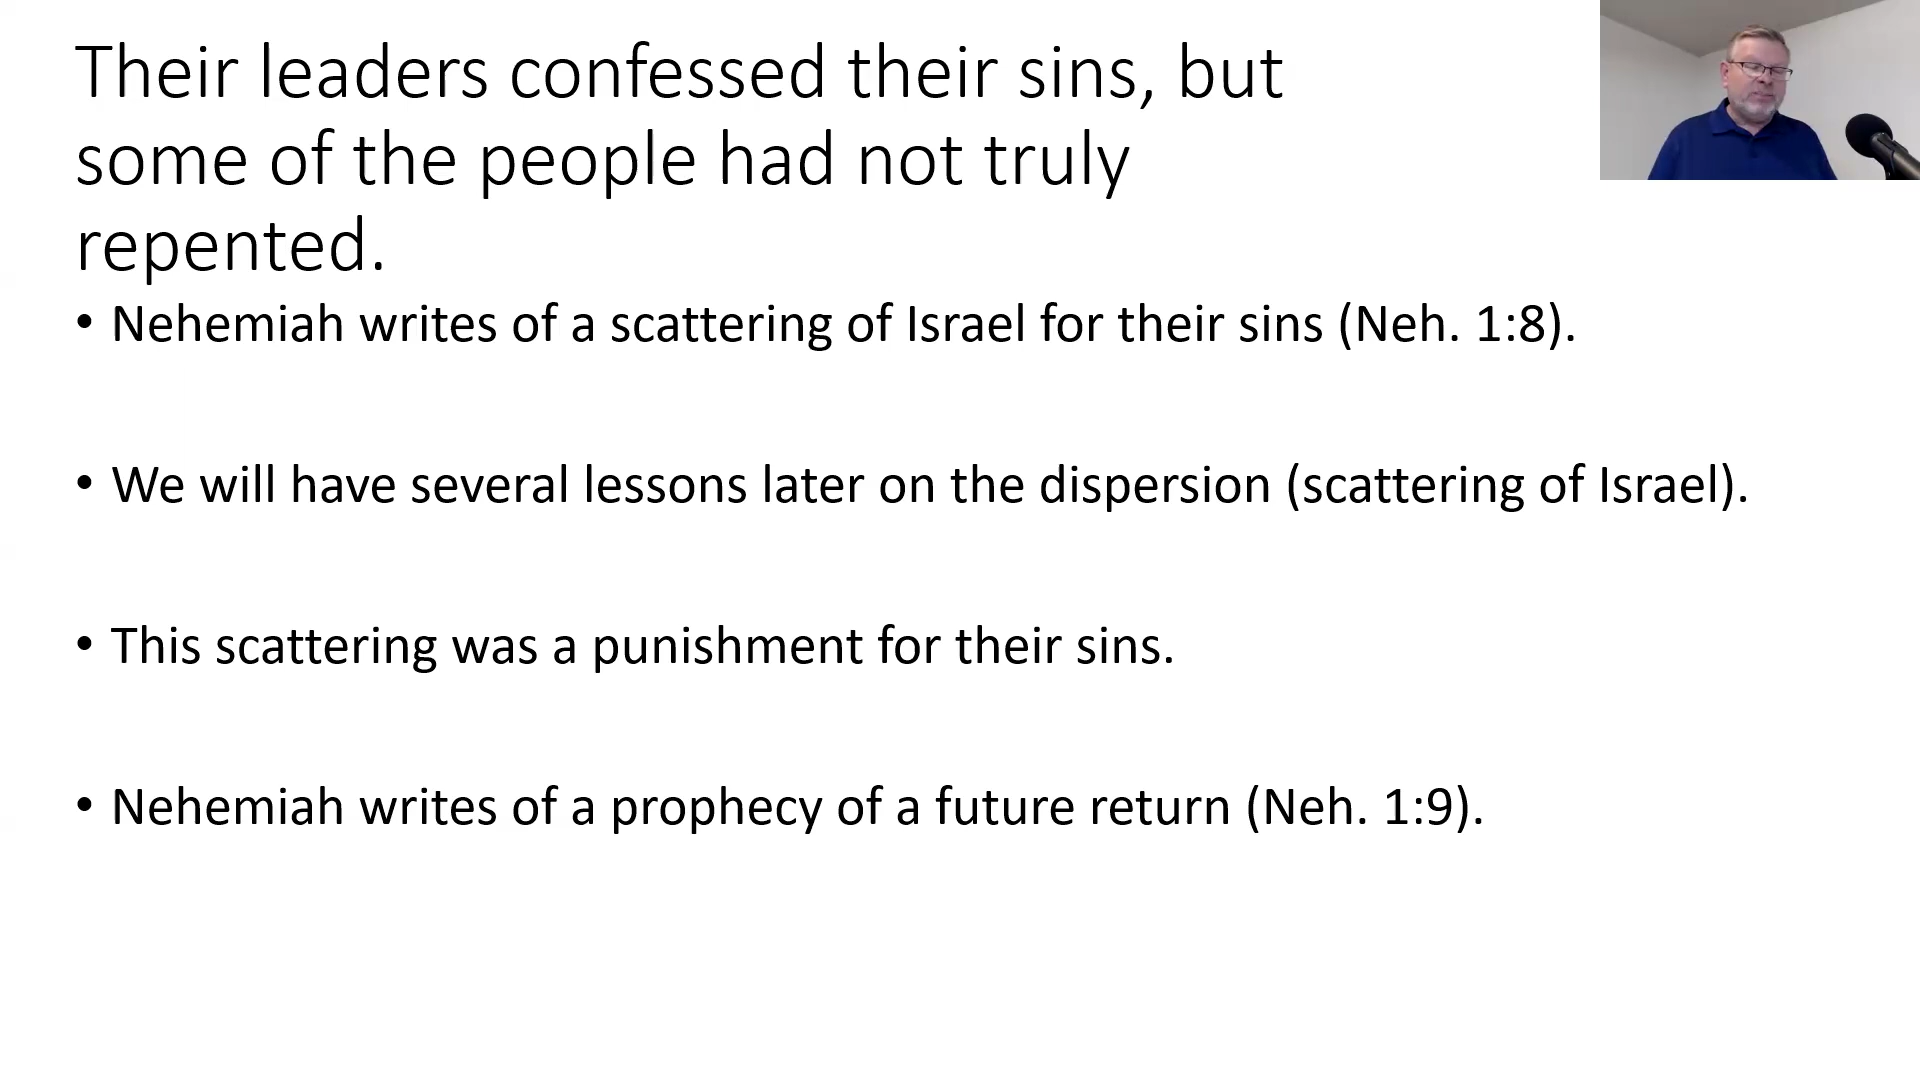 Their leaders confessed their sins, but
some of the people had not truly
repented.
• Nehemiah writes of a scattering of Israel for their sins (Neh. 1:8).
• We will have several lessons later on the dispersion (scattering of Israel).
• This scattering was a punishment for their sins.
• Nehemiah writes of a prophecy of a future return (Neh. 1:9).